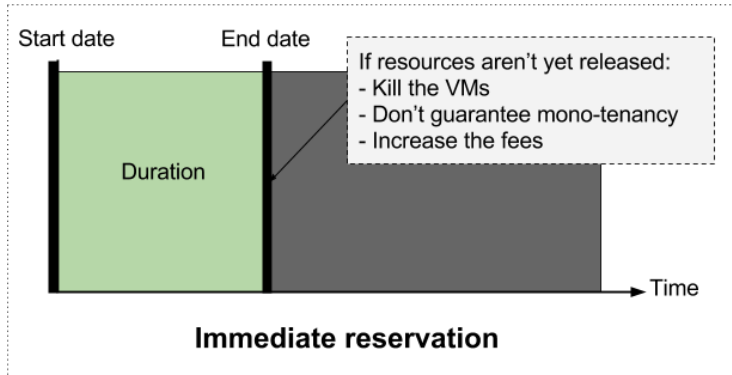 Start date
End date
If resources aren't yet released:
- Kill the VMs
- Don't guarantee mono-tenancy
- Increase the fees
Duration
Time
Immediate reservation